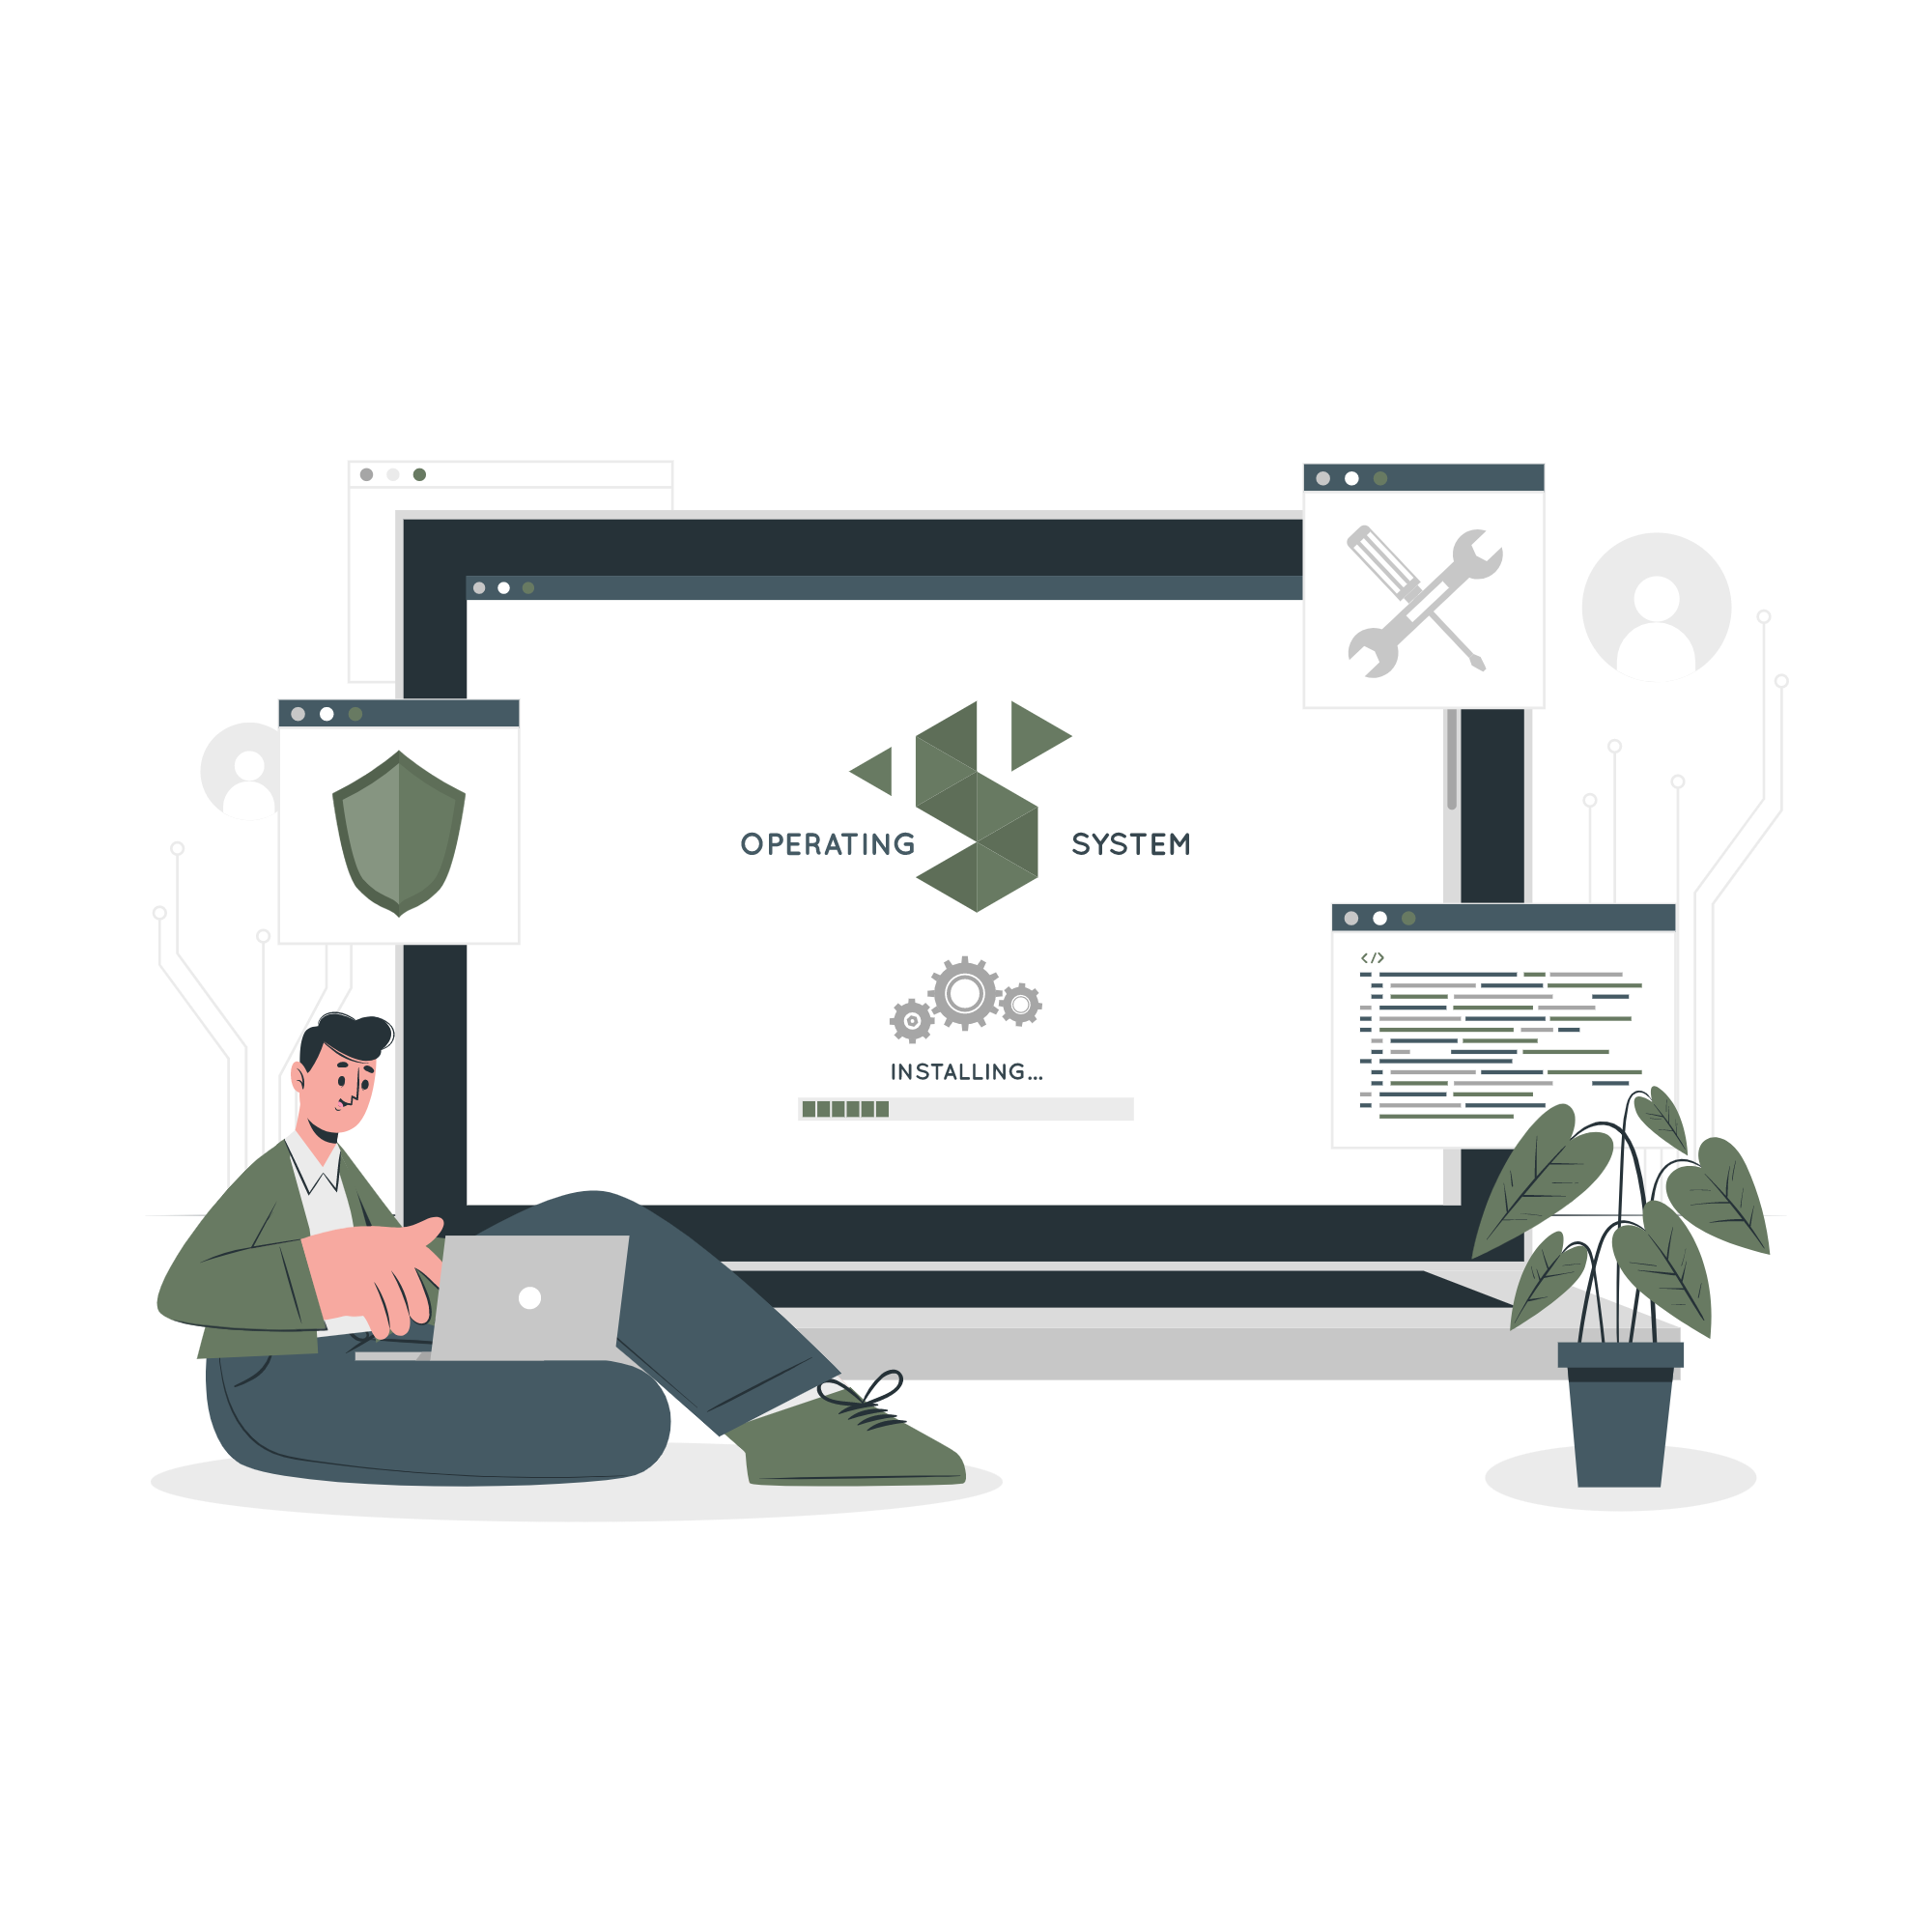 OPERATING SYSTEM
INSTALLING...
</>